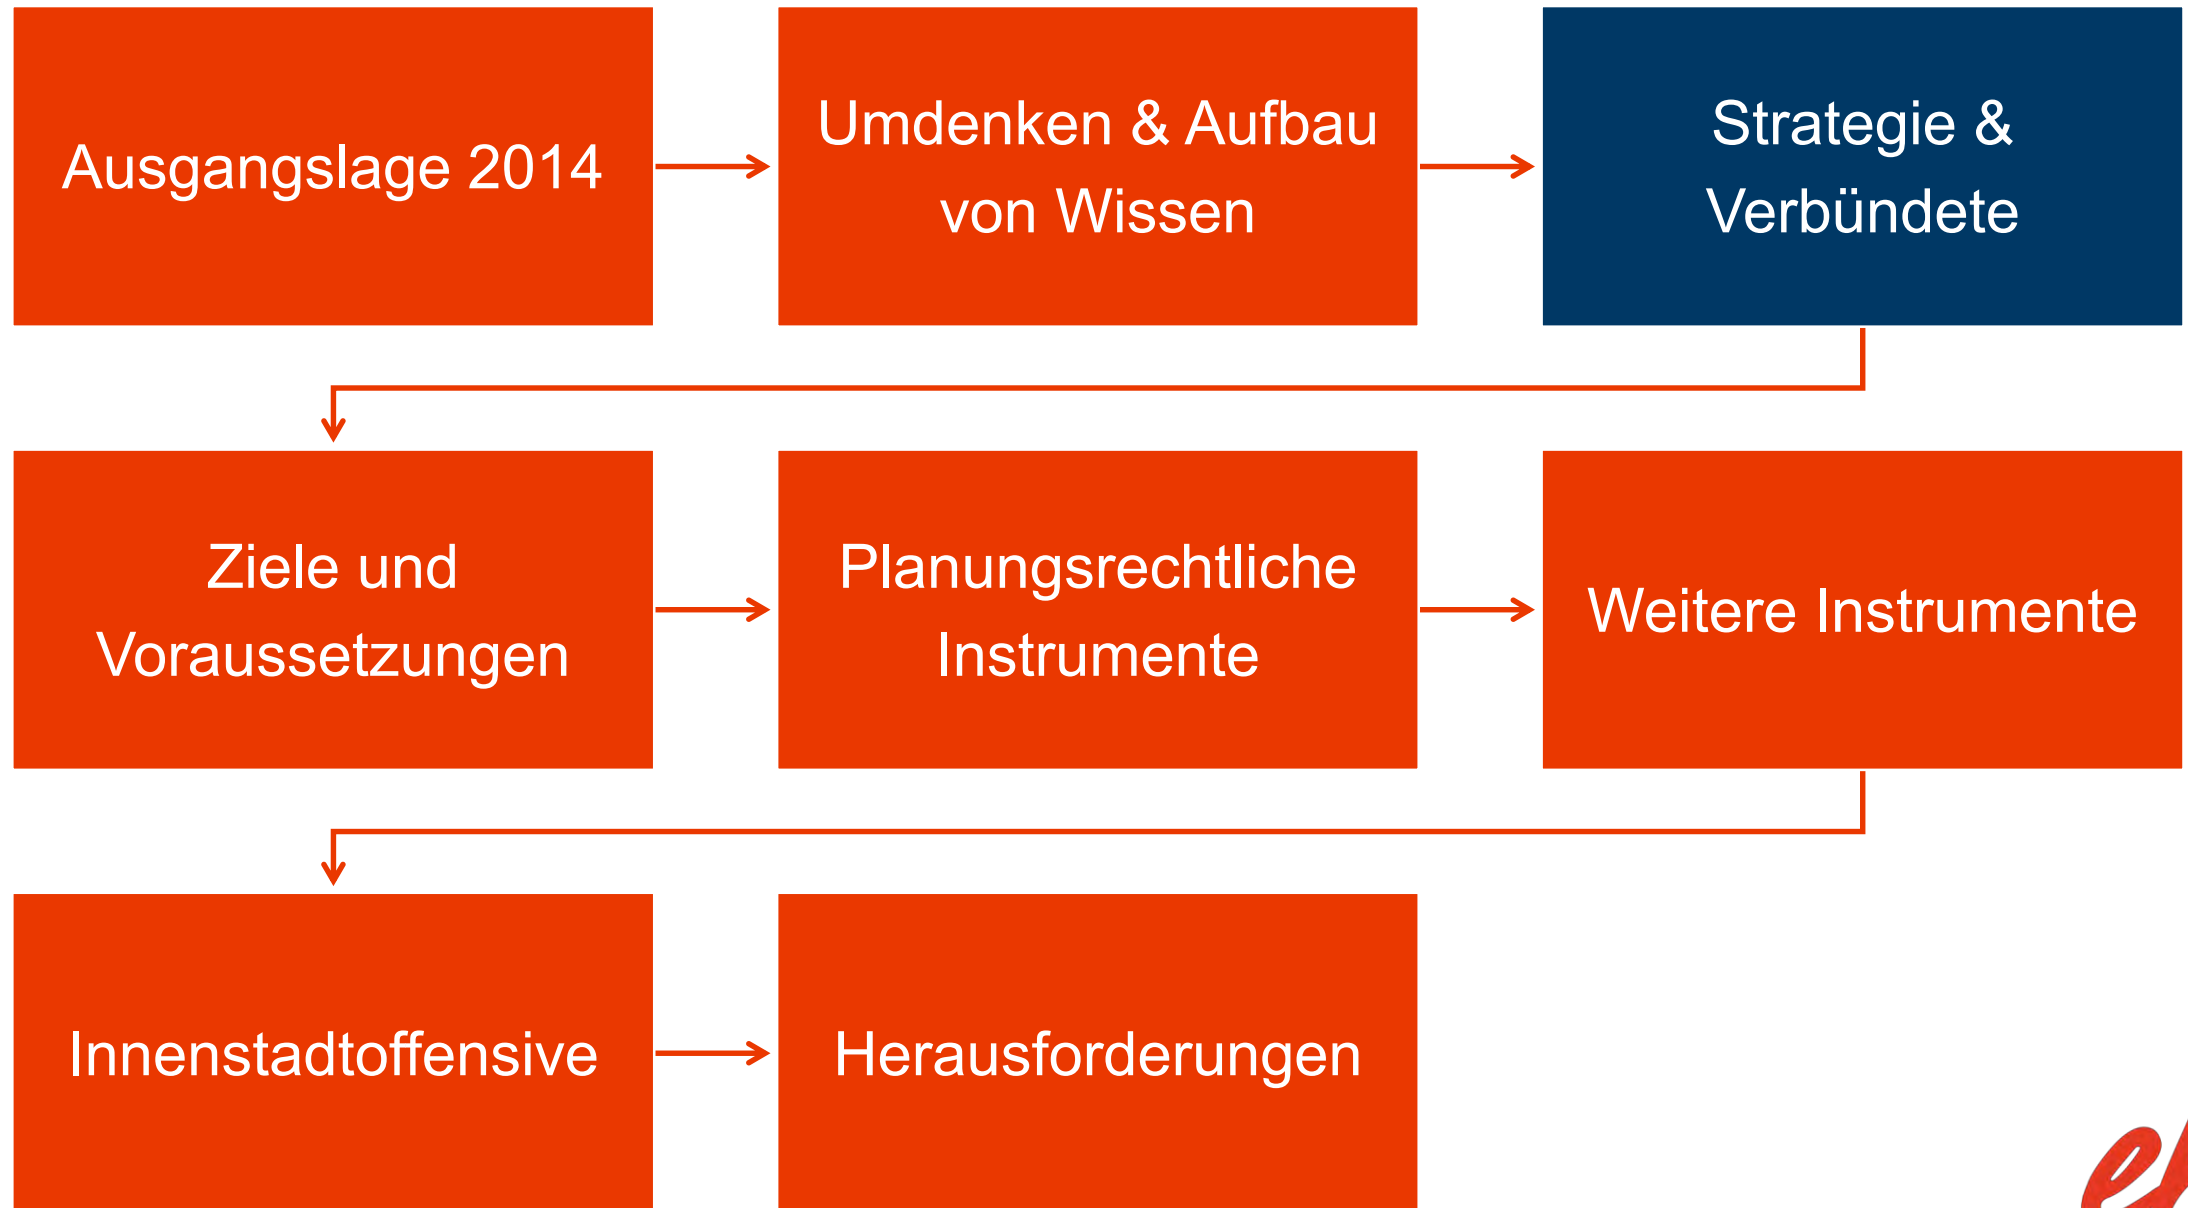 Ausgangslage 2014
Umdenken & Aufbau
von Wissen
Strategie &
Verbündete
Ziele und
Voraussetzungen
Planungsrechtliche
Instrumente
Weitere Instrumente
Innenstadtoffensive
Herausforderungen